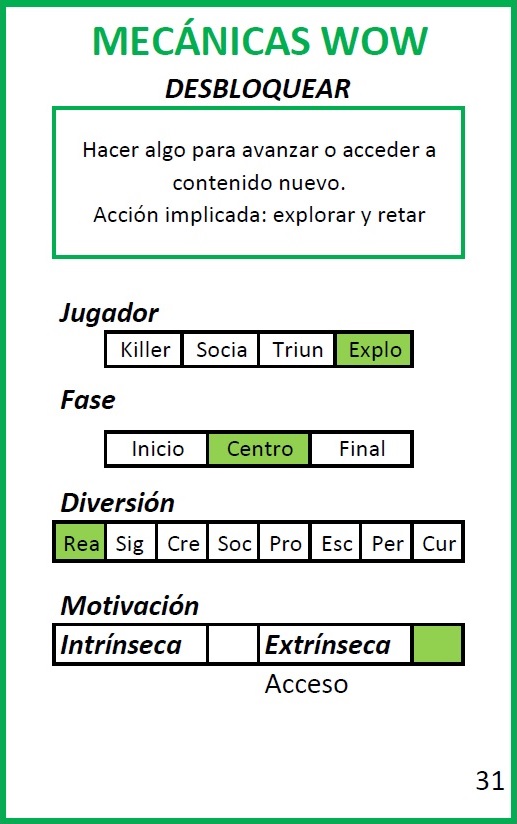 MECÁNICAS WOW
DESBLOQUEAR
Hacer algo para avanzar o acceder a
contenido nuevo.
Acción implicada: explorar y retar
Jugador
Killer Socia Triun Explo
Fase
Inicio Centro Final
Diversión
Rea Sig Cre Soc Pro Esc Per Cur
Motivación
Intrínseca Extrínseca
Acceso
31